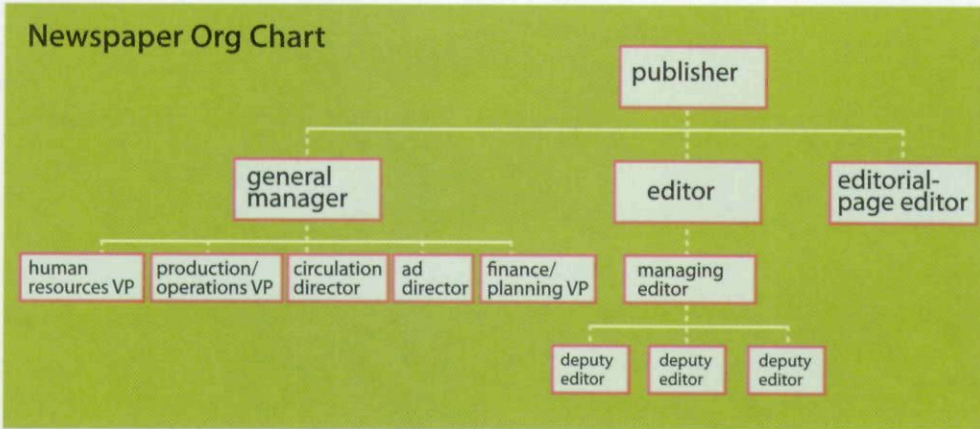 Newspaper Org Chart
publisher
general
manager
editor
editorial-
page editor
human
resources VP
production/
operations VP
circulation
director
ad
director
finance/
planning VP
managing
editor
deputy
editor
deputy
editor
deputy
editor